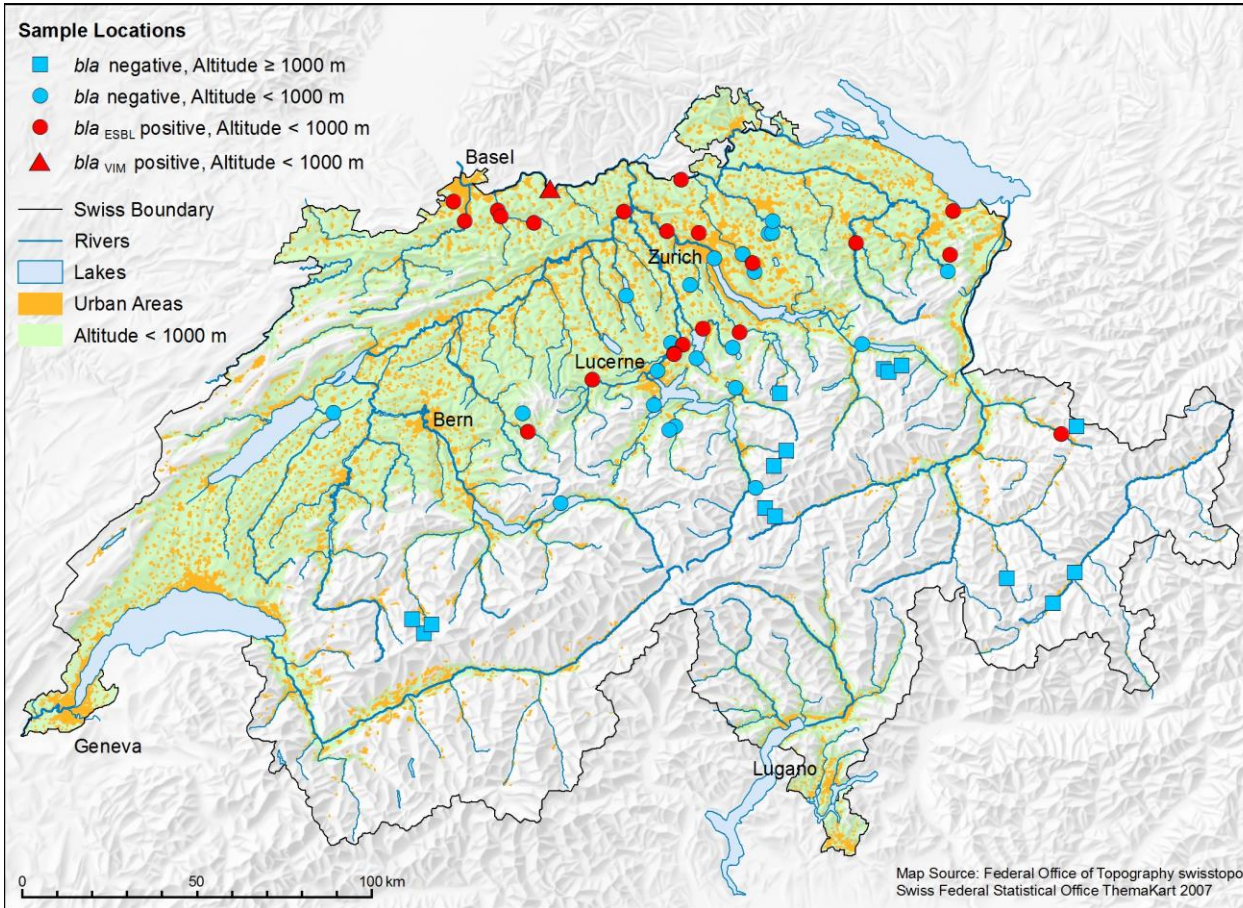 Sample Locations
bla negative, Altitude ≥ 1000 m
bla negative, Altitude < 1000 m
bla ESBL positive, Altitude < 1000 m
bla VIM positive, Altitude < 1000 m
Swiss Boundary
Rivers
Lakes
Urban Areas
Altitude < 1000 m
Basel
Zurich
Lucerne
Bern
Geneva
Lugano
0 50 100 km
Map Source: Federal Office of Topography swisstopo
Swiss Federal Statistical Office ThemaKart 2007